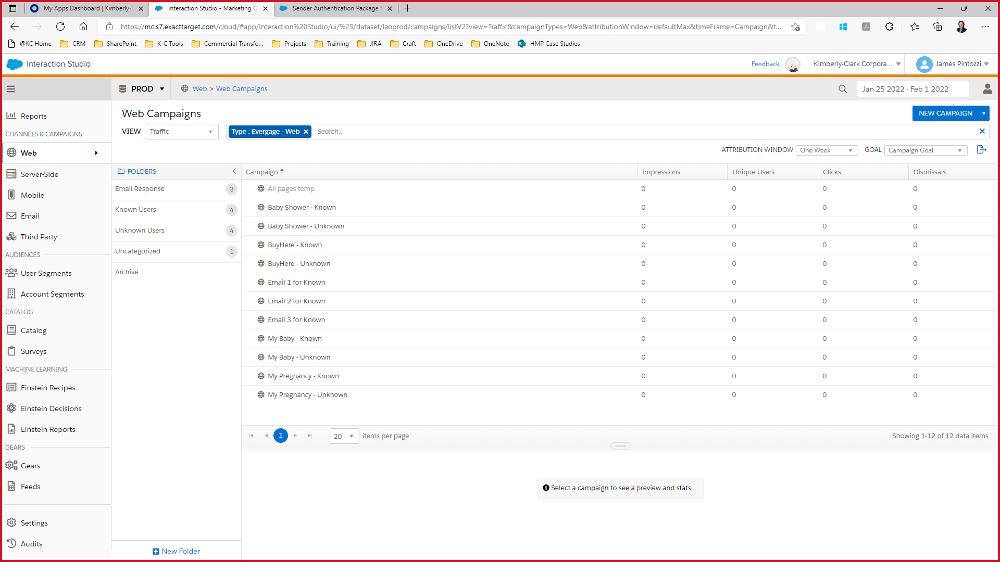 My Apps Dashboard | Kimberly-C
Interaction Studio - Marketing Cl
Sender Authentication Package f
https://mc.s7.exacttarget.com/cloud/#app/Interaction%20Studio/ui/%23/dataset/laoprod/campaigns/listV2?view=Traffic&campaignTypes=Web&attributionWindow=defaultMax&timeFrame=Campaign&t...
@KC Home
CRM
SharePoint
K-C Tools
Commercial Transfo...
Projects
Training
JIRA
Craft
OneDrive
OneNote
HMP Case Studies
Interaction Studio
Feedback
Kimberly-Clark Corpora...
James Pintozzi
PROD
Web > Web Campaigns
Jan 25 2022 - Feb 1 2022
Reports
CHANNELS & CAMPAIGNS
Web
Server-Side
Mobile
Email
Third Party
AUDIENCES
User Segments
Account Segments
CATALOG
Catalog
Surveys
MACHINE LEARNING
Einstein Recipes
Einstein Decisions
Einstein Reports
GEARS
Gears
Feeds
Settings
Audits
Web Campaigns
NEW CAMPAIGN
VIEW Traffic
Type : Evergage - Web
Search...
ATTRIBUTION WINDOW One Week
GOAL Campaign Goal
FOLDERS
Email Response 3
Known Users 4
Unknown Users 4
Uncategorized 1
Archive
New Folder
Campaign Impressions Unique Users Clicks Dismissals
All pages temp 0 0 0 0
Baby Shower - Known 0 0 0 0
Baby Shower - Unknown 0 0 0 0
BuyHere - Known 0 0 0 0
BuyHere - Unknown 0 0 0 0
Email 1 for Known 0 0 0 0
Email 2 for Known 0 0 0 0
Email 3 for Known 0 0 0 0
My Baby - Known 0 0 0 0
My Baby - Unknown 0 0 0 0
My Pregnancy - Known 0 0 0 0
My Pregnancy - Unknown 0 0 0 0
1
20 items per page
Showing 1-12 of 12 data items
Select a campaign to see a preview and stats.